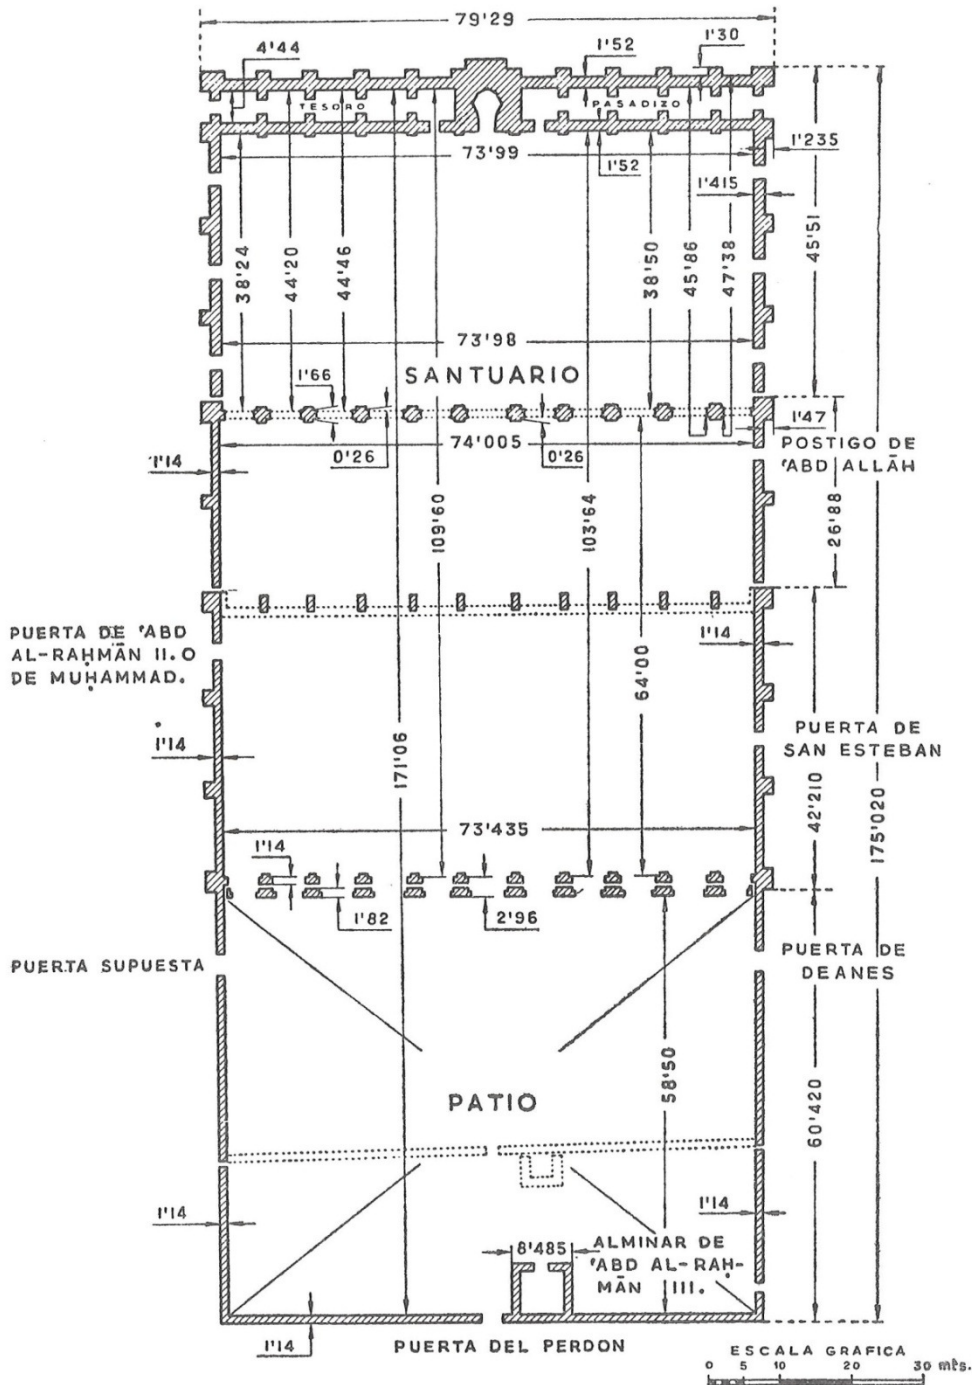 79'29
4'44
1'52
1'30
TESORO
PASADIZO
73'99
1'52
1'235
1'415
38'24
44'20
44'46
38'50
45'86
47'38
45'51
73'98
SANTUARIO
1'66
1'47
74'005
0'26
0'26
1'14
POSTIGO DE
'ABD ALLĀH
26'88
109'60
103'64
PUERTA DE 'ABD
AL-RAḤMĀN II. O
DE MUḤAMMAD.
64'00
1'14
1'14
PUERTA DE
SAN ESTEBAN
171'06
42'210
175'020
73'435
1'14
1'82
2'96
PUERTA SUPUESTA
PUERTA DE
DEANES
PATIO
58'50
60'420
1'14
1'14
8'485
ALMINAR DE
'ABD AL-RAḤ-
MĀN III.
1'14
PUERTA DEL PERDON
ESCALA GRAFICA
0 5 10 20 30 mts.